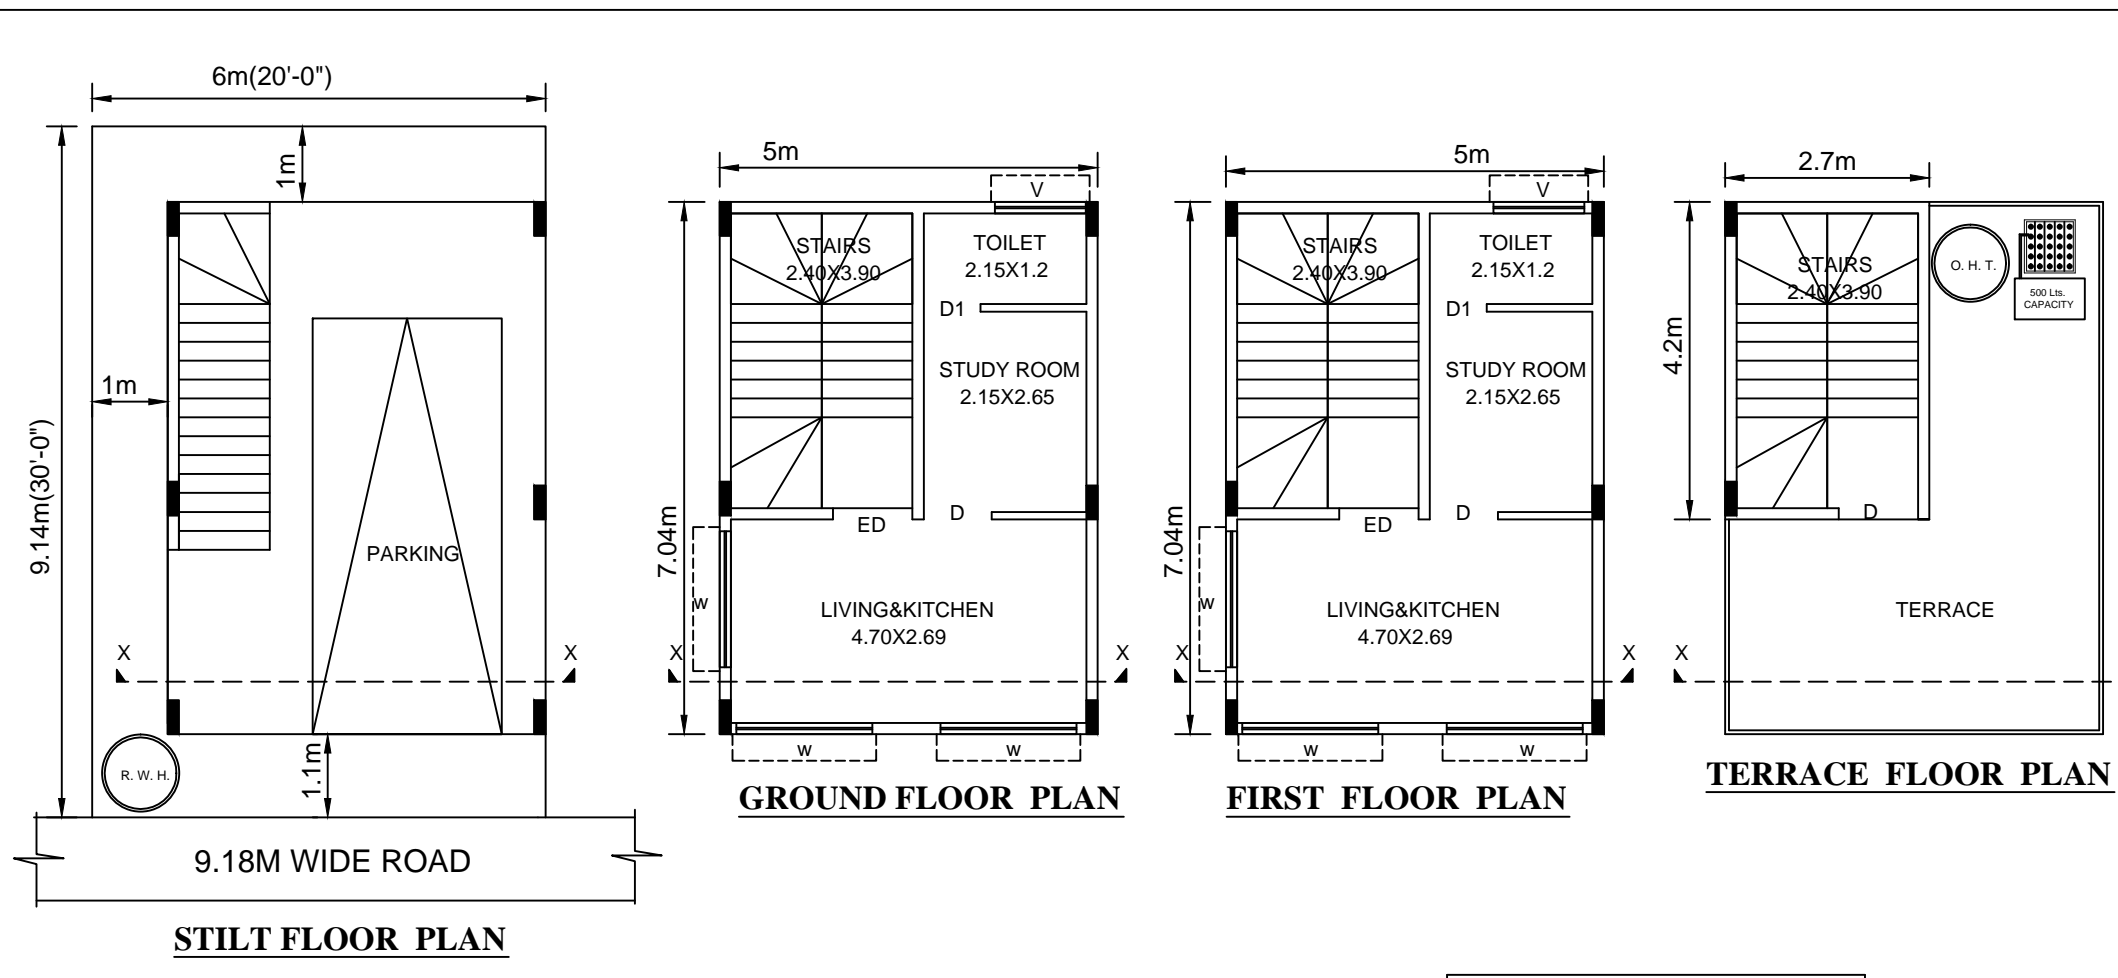 6m(20'-0")
1m
9.14m(30'-0")
1m
PARKING
X
X
R. W. H.
1.1m
9.18M WIDE ROAD
STILT FLOOR PLAN
5m
V
STAIRS
2.40X3.90
TOILET
2.15X1.2
D1
STUDY ROOM
2.15X2.65
7.04m
ED
D
w
LIVING&KITCHEN
4.70X2.69
X
X
w
w
GROUND FLOOR PLAN
5m
V
STAIRS
2.40X3.90
TOILET
2.15X1.2
D1
STUDY ROOM
2.15X2.65
7.04m
ED
D
w
LIVING&KITCHEN
4.70X2.69
X
X
w
w
FIRST FLOOR PLAN
2.7m
STAIRS
2.40X3.90
O. H. T.
500 Lts.
CAPACITY
4.2m
D
TERRACE
X
TERRACE FLOOR PLAN